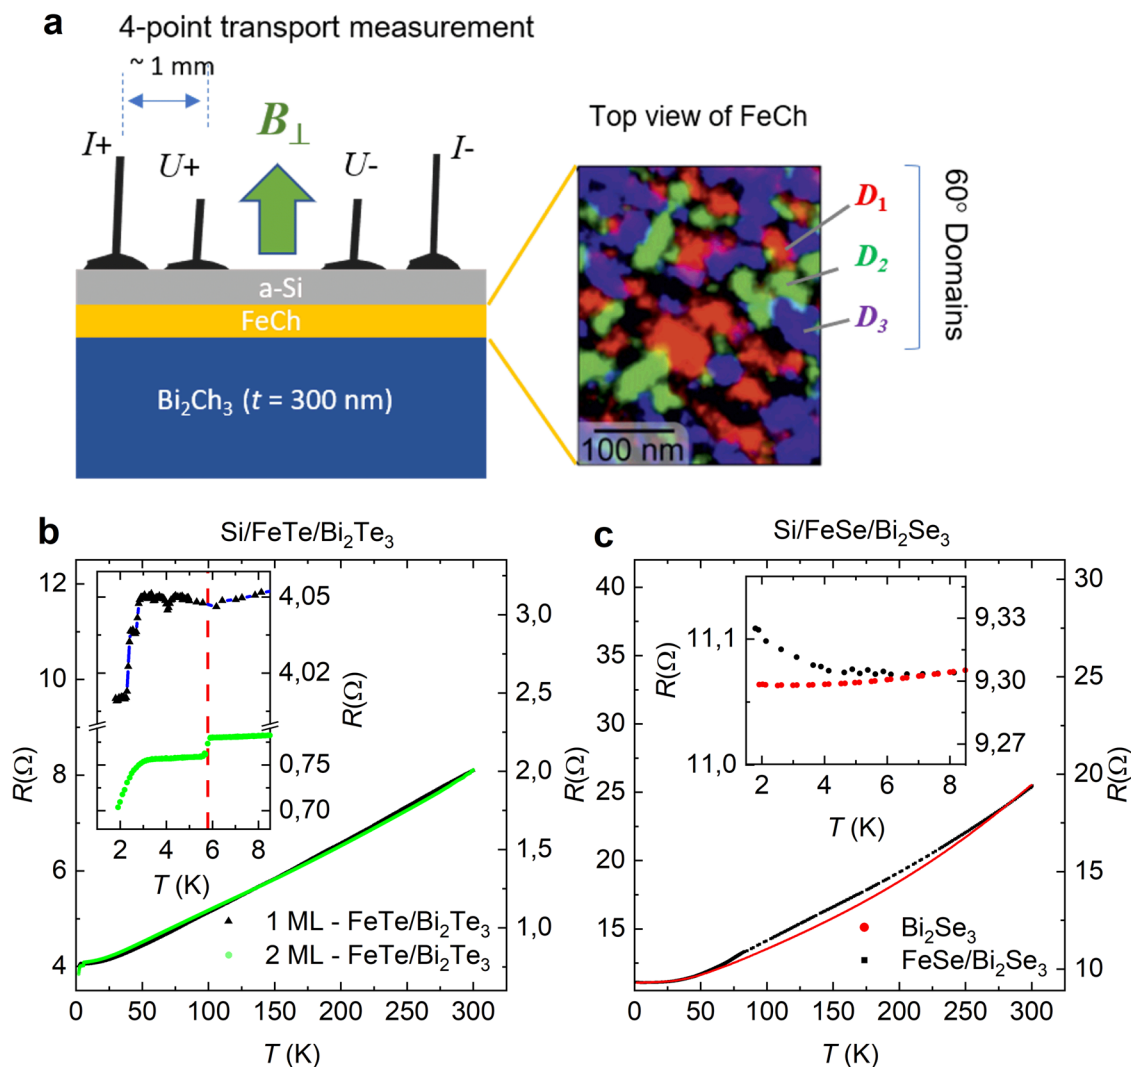 a
4-point transport measurement
~ 1 mm
B⊥
I+
U+
U-
I-
a-Si
FeCh
Bi2Ch3 (t = 300 nm)
Top view of FeCh
D1
D2
D3
60° Domains
100 nm
b
Si/FeTe/Bi2Te3
R(Ω)
12
10
8
6
4
0
50
100
150
200
250
300
T (K)
3,0
2,5
2,0
1,5
1,0
R(Ω)
4,05
4,02
0,75
0,70
R(Ω)
2
4
6
8
T (K)
1 ML - FeTe/Bi2Te3
2 ML - FeTe/Bi2Te3
c
Si/FeSe/Bi2Se3
R(Ω)
40
35
30
25
20
15
0
50
100
150
200
250
300
T (K)
30
25
20
15
10
R(Ω)
R(Ω)
11,1
11,0
9,33
9,30
9,27
2
4
6
8
T (K)
Bi2Se3
FeSe/Bi2Se3